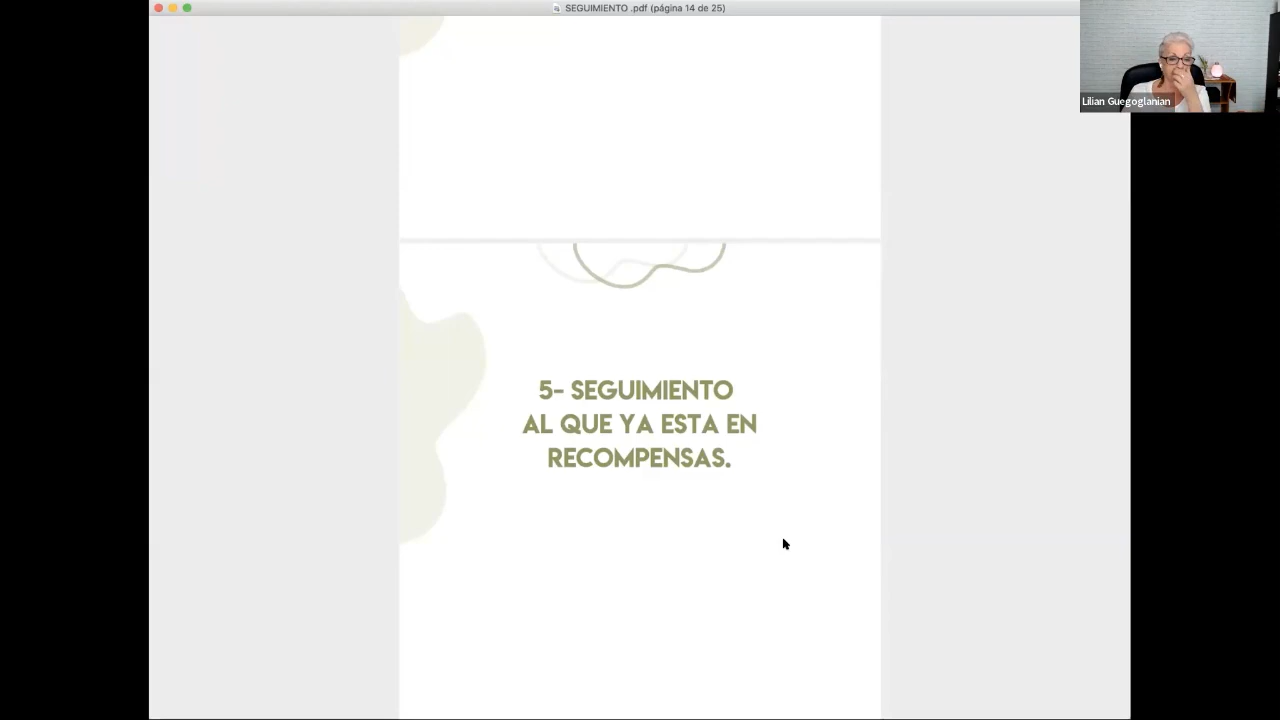 SEGUIMIENTO .pdf (página 14 de 25)
Lilian Guegoglanian
5- SEGUIMIENTO
AL QUE YA ESTA EN
RECOMPENSAS.